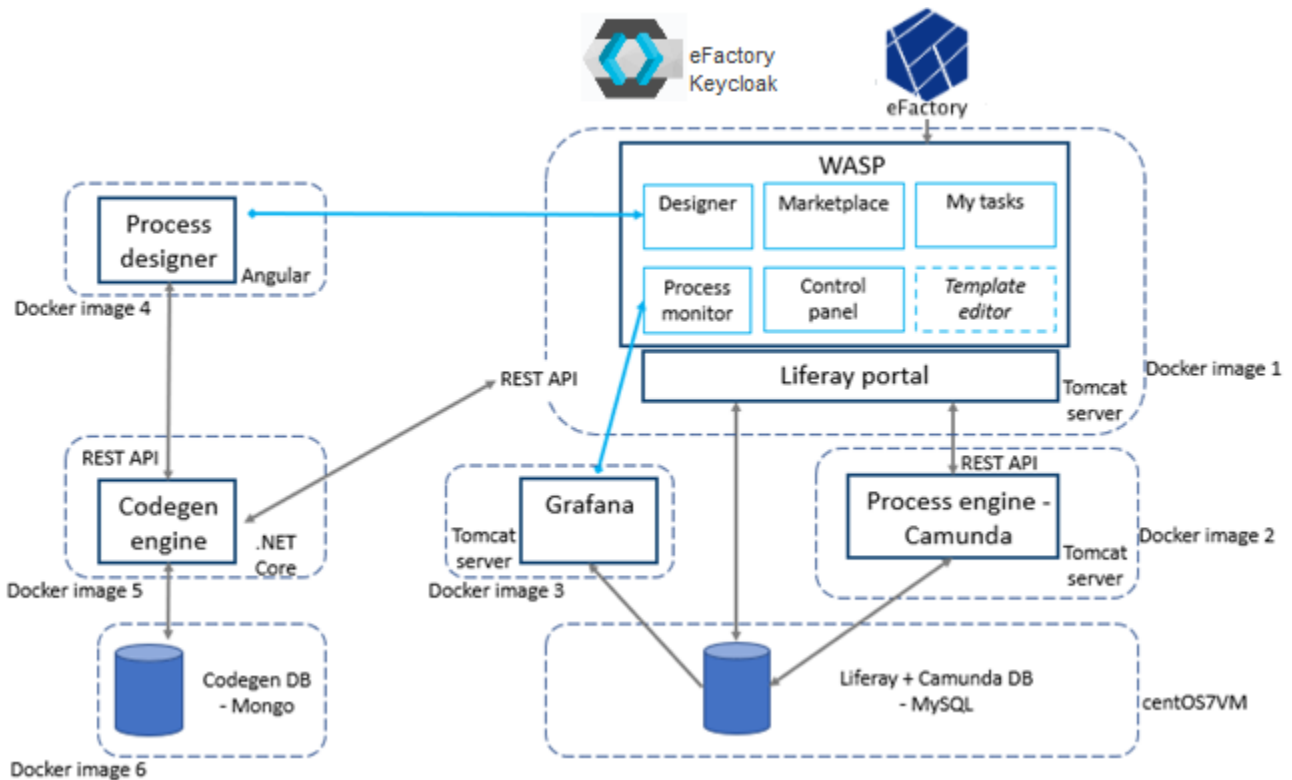 eFactory
Keycloak
eFactory
WASP
Designer
Marketplace
My tasks
Process
monitor
Control
panel
Template
editor
Liferay portal
Tomcat
server
Docker image 1
Process
designer
Angular
Docker image 4
REST API
REST API
Codegen
engine
.NET
Core
Docker image 5
Grafana
Tomcat
server
Docker image 3
REST API
Process engine -
Camunda
Tomcat
server
Docker image 2
Codegen DB
- Mongo
Docker image 6
Liferay + Camunda DB
- MySQL
centOS7VM